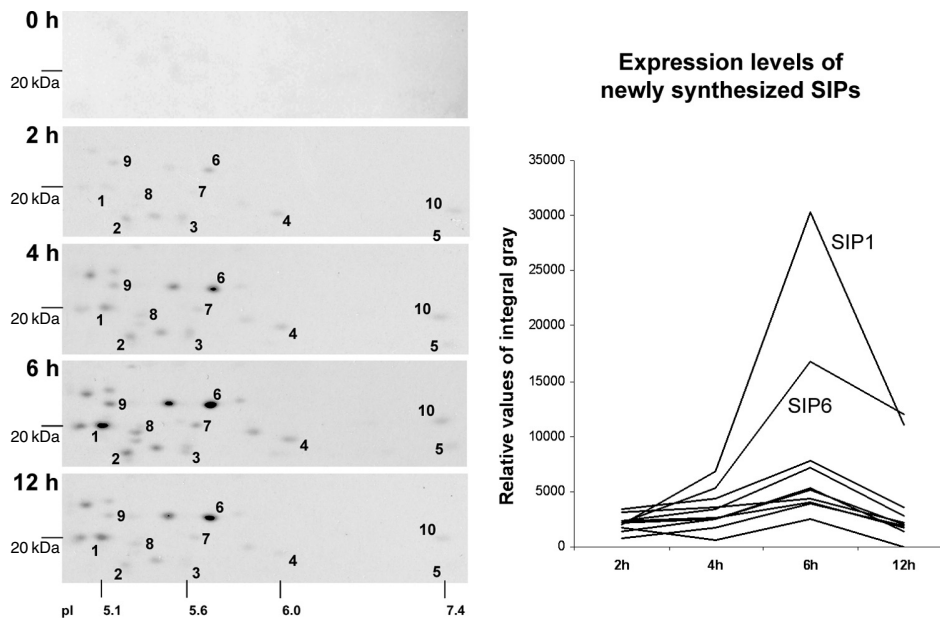 0 h
20 kDa
2 h
9
6
20 kDa
1
8
7
10
2
3
4
5
4 h
9
6
20 kDa
1
8
7
10
2
3
4
5
6 h
9
6
20 kDa
1
8
7
10
2
3
4
5
12 h
9
6
20 kDa
1
8
7
10
2
3
4
5
pI 5.1 5.6 6.0 7.4
Expression levels of
newly synthesized SIPs
Relative values of integral gray
35000
30000
25000
20000
15000
10000
5000
0
SIP1
SIP6
2h 4h 6h 12h